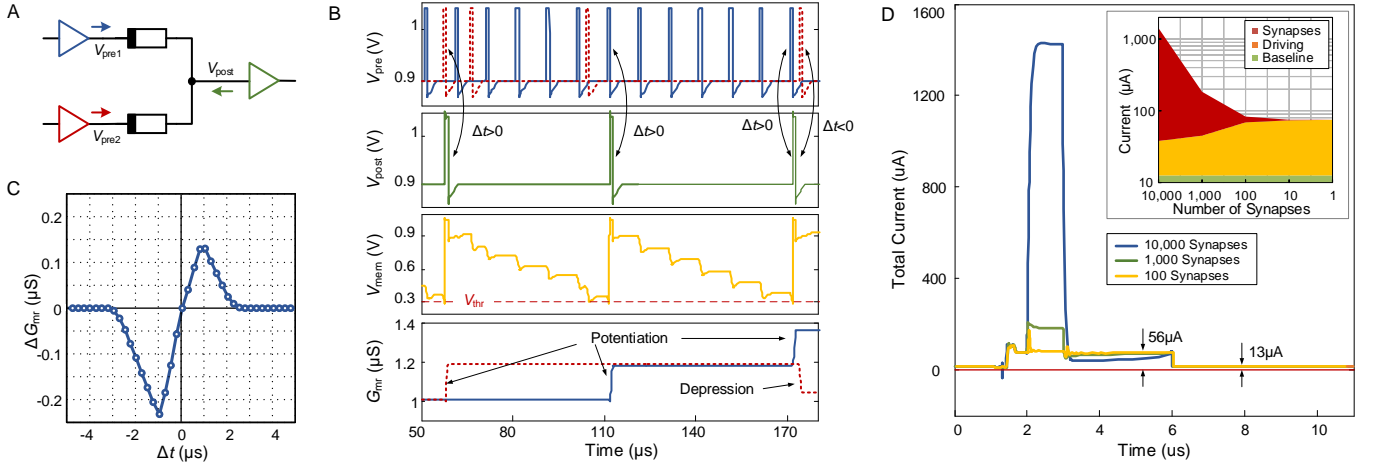 A
V_pre1
V_post
V_pre2
B
V_pre (V)
1
0.9
Δt>0
Δt>0
Δt>0
Δt<0
V_post (V)
1
0.9
V_mem (V)
0.9
0.6
0.3
V_thr
G_mr (µS)
1.4
1.2
1
Potentiation
Depression
50
80
110
140
170
Time (µs)
C
ΔG_mr (µS)
0.2
0.1
0
-0.1
-0.2
-4
-2
0
2
4
Δt (µs)
D
Total Current (uA)
1600
1400
1200
800
400
0
0
2
4
6
8
10
Time (us)
56µA
13µA
10,000 Synapses
1,000 Synapses
100 Synapses
Current (µA)
1,000
100
10
Synapses
Driving
Baseline
10,000
1,000
100
10
1
Number of Synapses